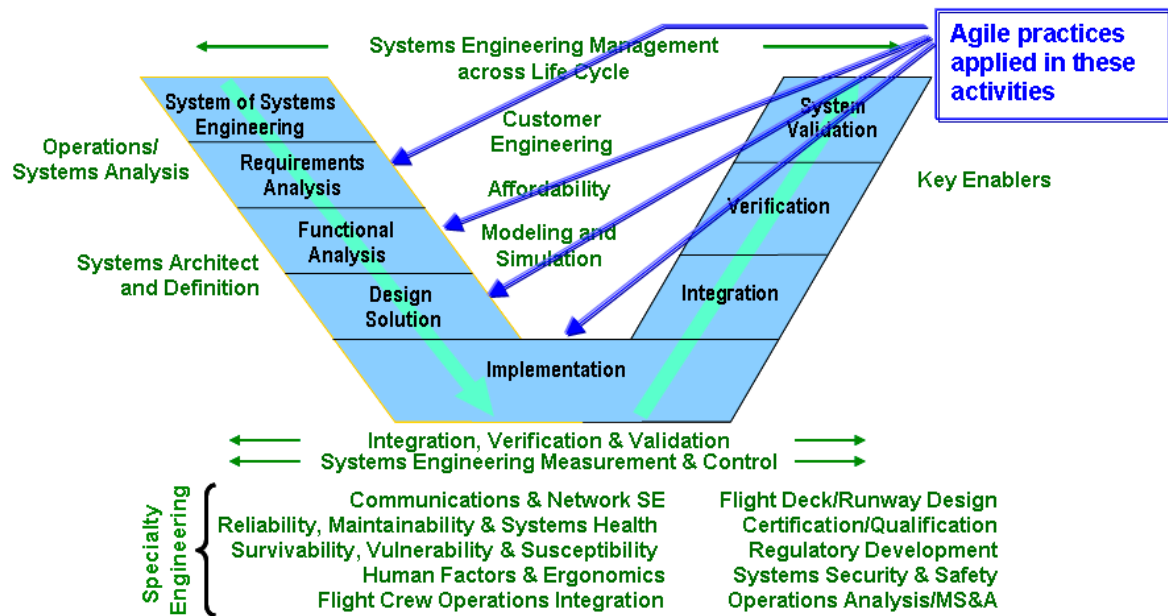 Systems Engineering Management
across Life Cycle
Agile practices
applied in these
activities
System of Systems
Engineering
Customer
Engineering
System
Validation
Operations/
Systems Analysis
Requirements
Analysis
Affordability
Key Enablers
Verification
Functional
Analysis
Modeling and
Simulation
Systems Architect
and Definition
Design
Solution
Integration
Implementation
Integration, Verification & Validation
Systems Engineering Measurement & Control
Specialty
Engineering
Communications & Network SE
Reliability, Maintainability & Systems Health
Survivability, Vulnerability & Susceptibility
Human Factors & Ergonomics
Flight Crew Operations Integration
Flight Deck/Runway Design
Certification/Qualification
Regulatory Development
Systems Security & Safety
Operations Analysis/MS&A